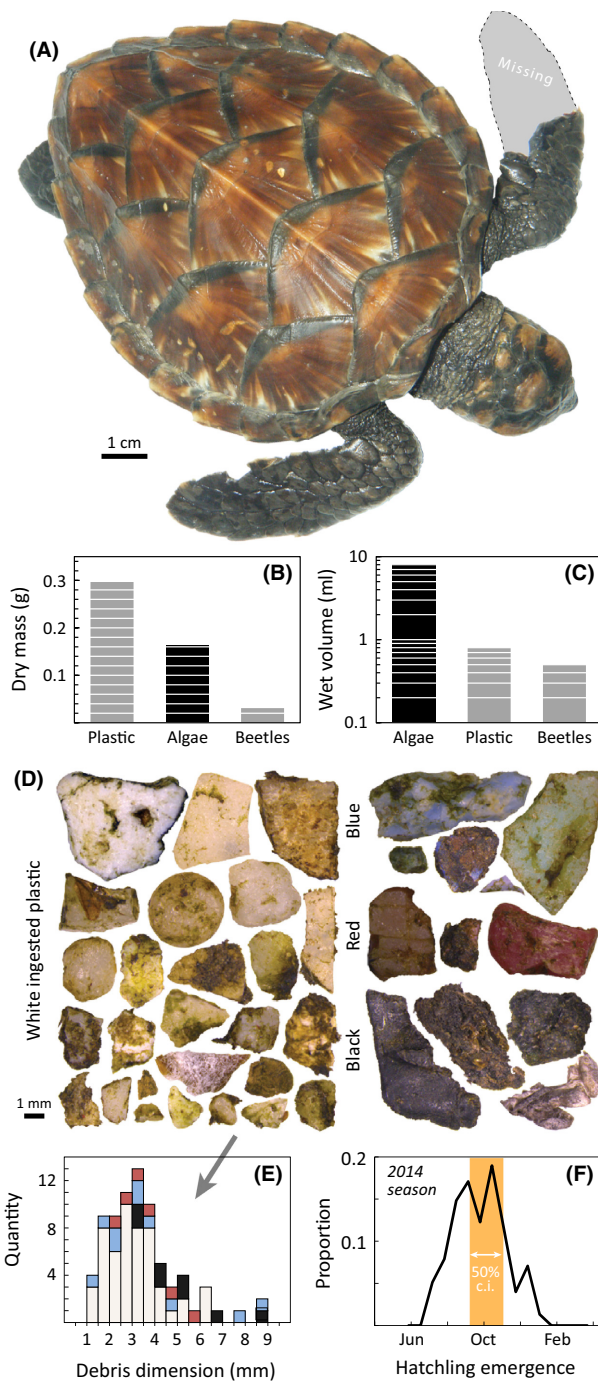 (A)
Missing
1 cm
(B)
Dry mass (g)
0.3
0.2
0.1
Plastic
Algae
Beetles
(C)
Wet volume (ml)
10
1
0.1
Algae
Plastic
Beetles
(D)
White ingested plastic
1 mm
Blue
Red
Black
(E)
Quantity
12
8
4
1 2 3 4 5 6 7 8 9
Debris dimension (mm)
(F)
2014
season
Proportion
0.2
0.1
50%
c.i.
Jun
Oct
Feb
Hatchling emergence